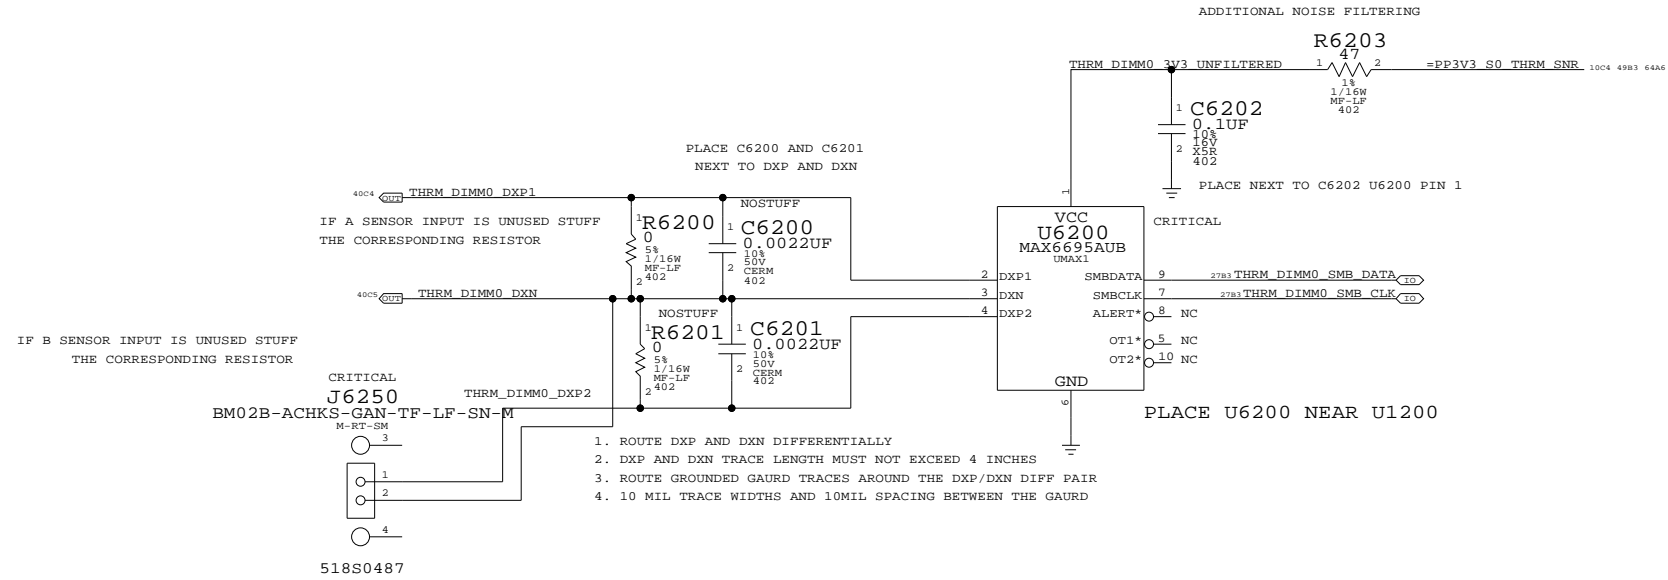 ADDITIONAL NOISE FILTERING
R6203
47
THRM_DIMM0_3V3_UNFILTERED
1
2
=PP3V3_S0_THRM_SNR
10C4 49B3 64A6
1%
1/16W
MF-LF
402
1
C6202
0.1UF
10%
16V
2
X5R
402
PLACE NEXT TO C6202 U6200 PIN 1
PLACE C6200 AND C6201
NEXT TO DXP AND DXN
40C4
OUT
THRM_DIMM0_DXP1
NOSTUFF
IF A SENSOR INPUT IS UNUSED STUFF
THE CORRESPONDING RESISTOR
1
R6200
0
5%
1/16W
MF-LF
2
402
1
C6200
0.0022UF
10%
50V
2
CERM
402
40C5
OUT
THRM_DIMM0_DXN
1
VCC
U6200
MAX6695AUB
UMAX1
CRITICAL
2
DXP1
3
DXN
4
DXP2
SMBDATA
9
27B3
THRM_DIMM0_SMB_DATA
IO
SMBCLK
7
27B3
THRM_DIMM0_SMB_CLK
IO
ALERT*
8
NC
OT1*
5
NC
OT2*
10
NC
GND
6
PLACE U6200 NEAR U1200
NOSTUFF
IF B SENSOR INPUT IS UNUSED STUFF
THE CORRESPONDING RESISTOR
1
R6201
0
5%
1/16W
MF-LF
2
402
1
C6201
0.0022UF
10%
50V
2
CERM
402
CRITICAL
J6250
BM02B-ACHKS-GAN-TF-LF-SN-M
M-RT-SM
THRM_DIMM0_DXP2
3
1
2
4
518S0487
1. ROUTE DXP AND DXN DIFFERENTIALLY
2. DXP AND DXN TRACE LENGTH MUST NOT EXCEED 4 INCHES
3. ROUTE GROUNDED GAURD TRACES AROUND THE DXP/DXN DIFF PAIR
4. 10 MIL TRACE WIDTHS AND 10MIL SPACING BETWEEN THE GAURD